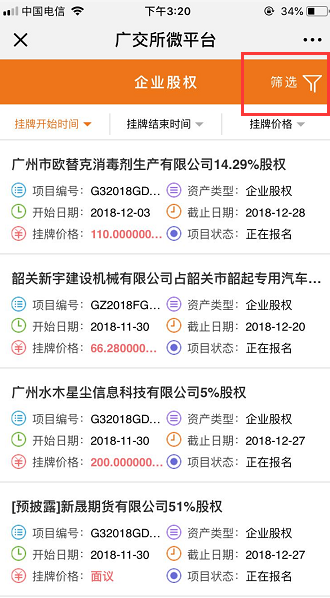 中国电信 下午3:20 34%
广交所微平台
企业股权 筛选
挂牌开始时间 挂牌结束时间 挂牌价格
广州市欧替克消毒剂生产有限公司14.29%股权
项目编号: G32018GD... 资产类型: 企业股权
开始日期: 2018-12-03 截止日期: 2018-12-28
挂牌价格: 110.000000... 项目状态: 正在报名
韶关新宇建设机械有限公司占韶关市韶起专用汽车...
项目编号: GZ2018FG... 资产类型: 企业股权
开始日期: 2018-11-30 截止日期: 2018-12-20
挂牌价格: 66.280000... 项目状态: 正在报名
广州水木星尘信息科技有限公司5%股权
项目编号: G32018GD... 资产类型: 企业股权
开始日期: 2018-11-30 截止日期: 2018-12-27
挂牌价格: 200.000000... 项目状态: 正在报名
[预披露]新晟期货有限公司51%股权
项目编号: G32018GD... 资产类型: 企业股权
开始日期: 2018-11-30 截止日期: 2018-12-27
挂牌价格: 面议 项目状态: 正在报名